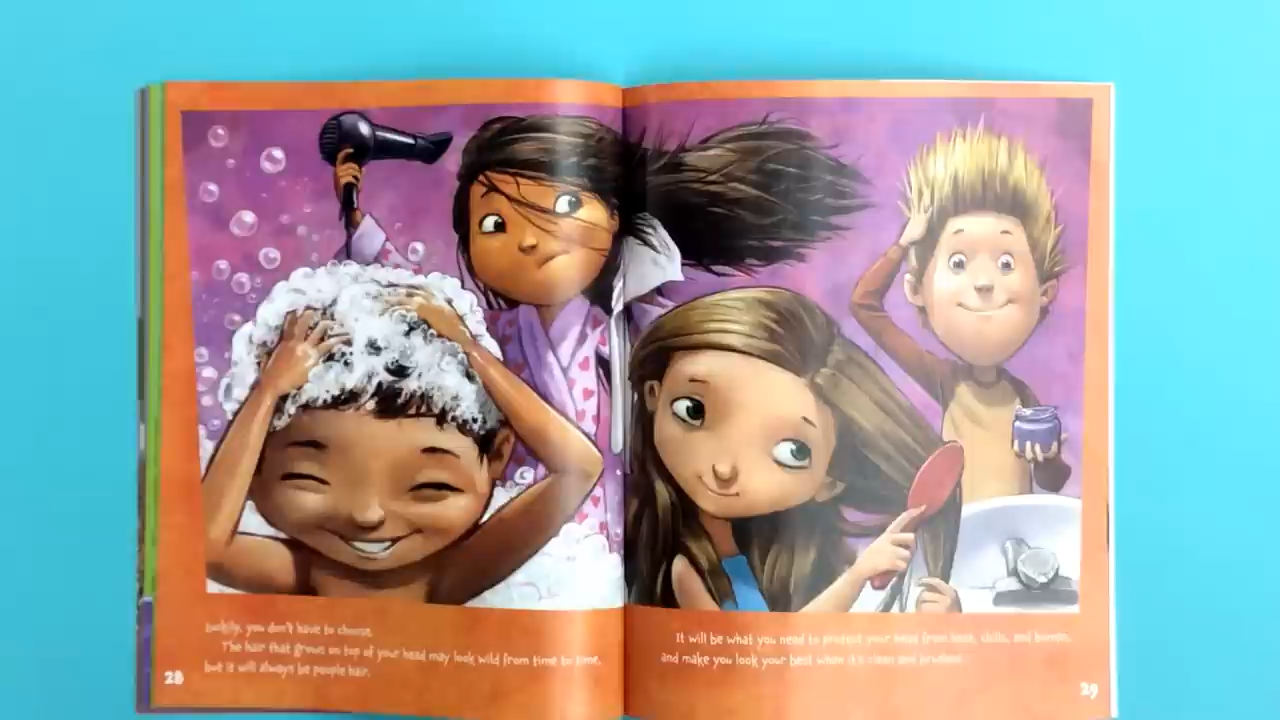 Luckily, you don't have to choose.
The hair that grows on top of your head may look wild from time to time,
but it will always be people hair.
28
It will be what you need to protect your head from heat, chills, and bumps,
and make you look your best when it's clean and brushed.
29